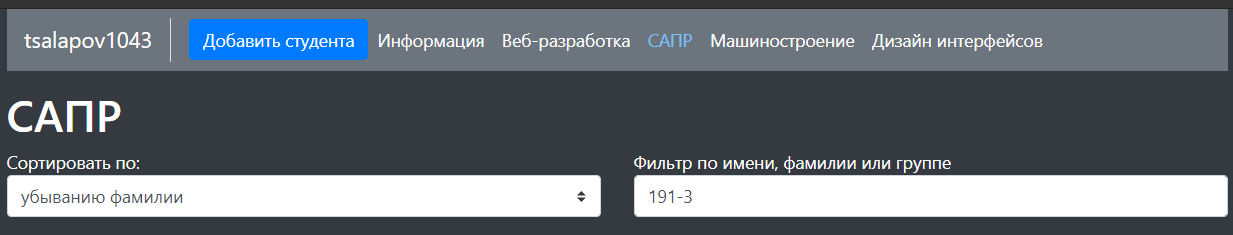 tsalapov1043 Добавить студента Информация Веб-разработка САПР Машиностроение Дизайн интерфейсов
САПР
Сортировать по: Фильтр по имени, фамилии или группе
убыванию фамилии 191-3